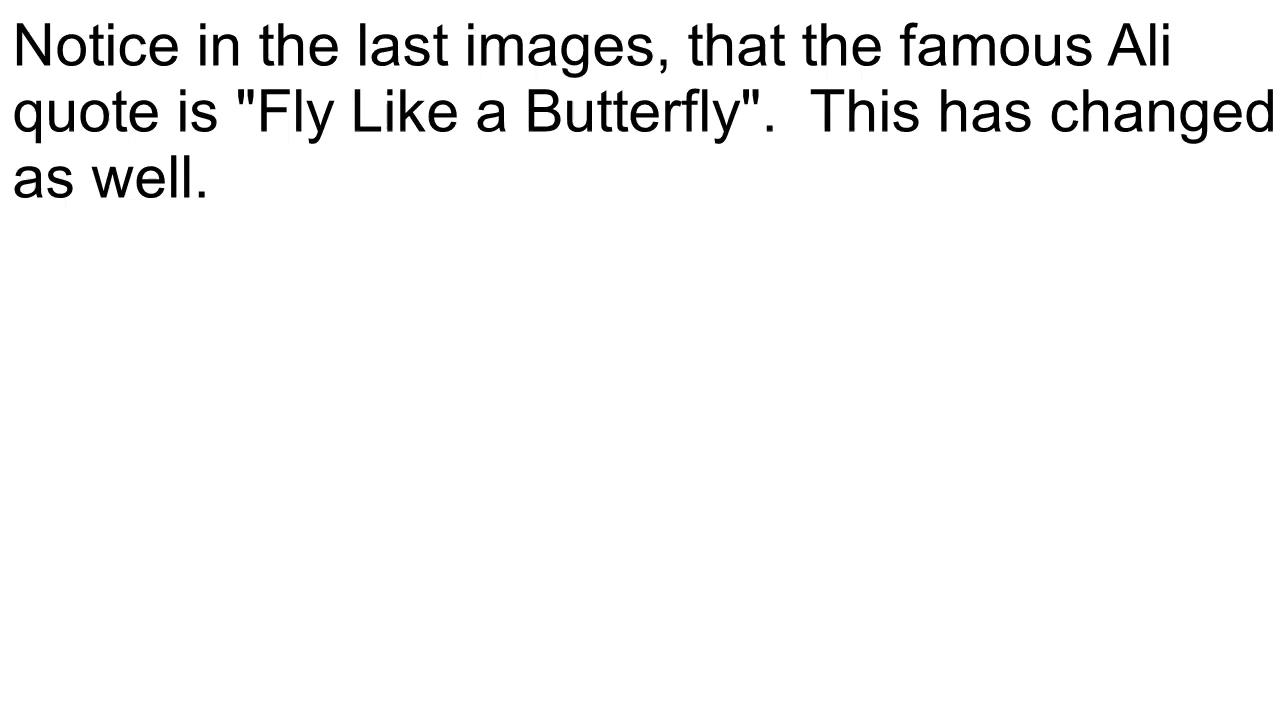 Notice in the last images, that the famous Ali
quote is "Fly Like a Butterfly".  This has changed
as well.